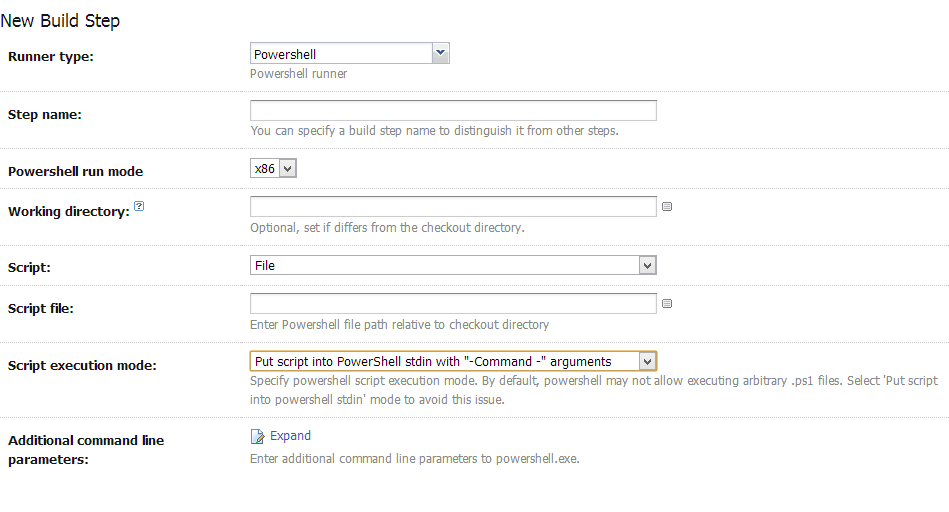 New Build Step
Runner type:
Powershell
Powershell runner
Step name:
You can specify a build step name to distinguish it from other steps.
Powershell run mode
x86
Working directory: ?
Optional, set if differs from the checkout directory.
Script:
File
Script file:
Enter Powershell file path relative to checkout directory
Script execution mode:
Put script into PowerShell stdin with "-Command -" arguments
Specify powershell script execution mode. By default, powershell may not allow executing arbitrary .ps1 files. Select 'Put script
into powershell stdin' mode to avoid this issue.
Additional command line
parameters:
Expand
Enter additional command line parameters to powershell.exe.